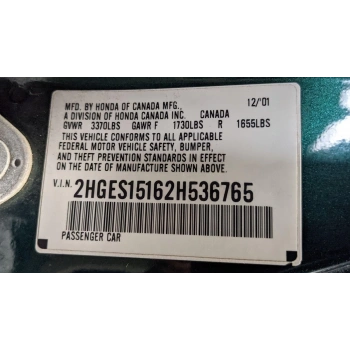 MFD. BY HONDA OF CANADA MFG., 12/01
A DIVISION OF HONDA CANADA INC. CANADA
GVWR 3370LBS GAWR F 1730LBS R 1655LBS
THIS VEHICLE CONFORMS TO ALL APPLICABLE
FEDERAL MOTOR VEHICLE SAFETY, BUMPER,
AND THEFT PREVENTION STANDARDS IN EFFECT
ON THE DATE OF MANUFACTURE SHOWN ABOVE.
V.I.N. 2HGES15162H536765
PASSENGER CAR